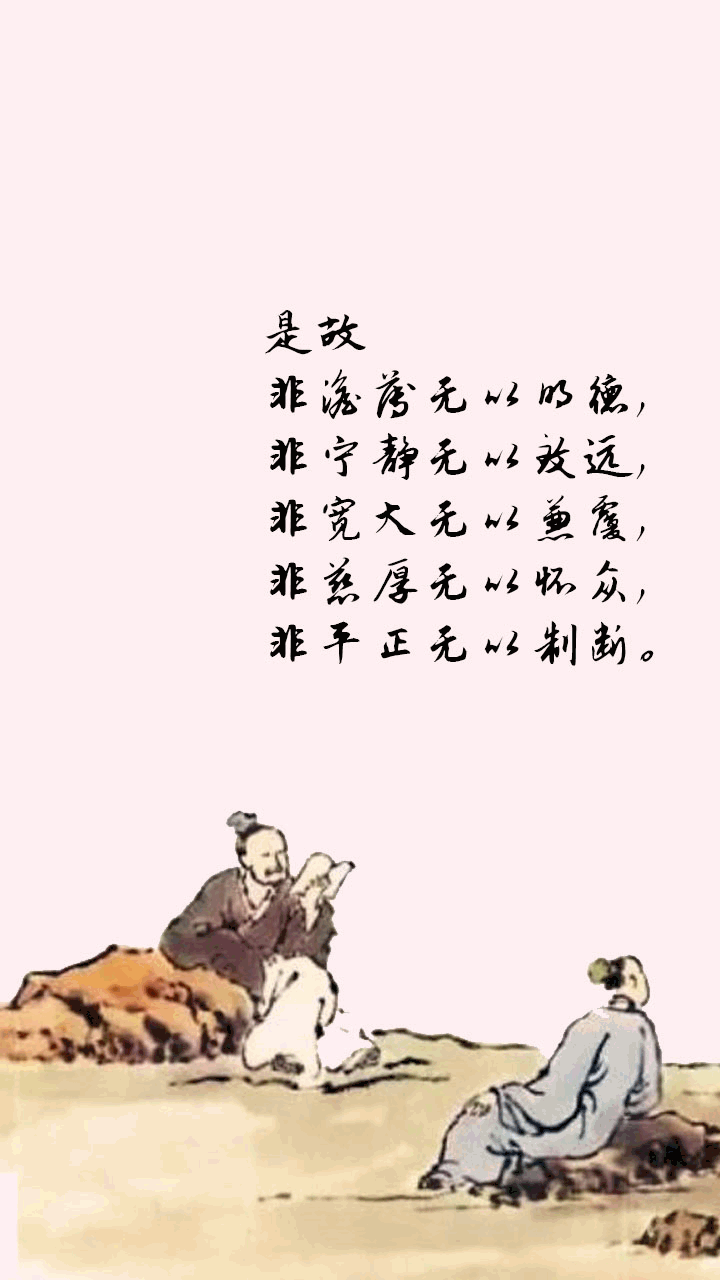 是故
非澹薄无以明德，
非宁静无以致远，
非宽大无以兼覆，
非慈厚无以怀众，
非平正无以制断。